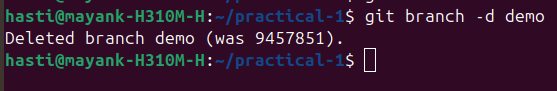 hasti@mayank-H310M-H:~/practical-1$ git branch -d demo
Deleted branch demo (was 9457851).
hasti@mayank-H310M-H:~/practical-1$